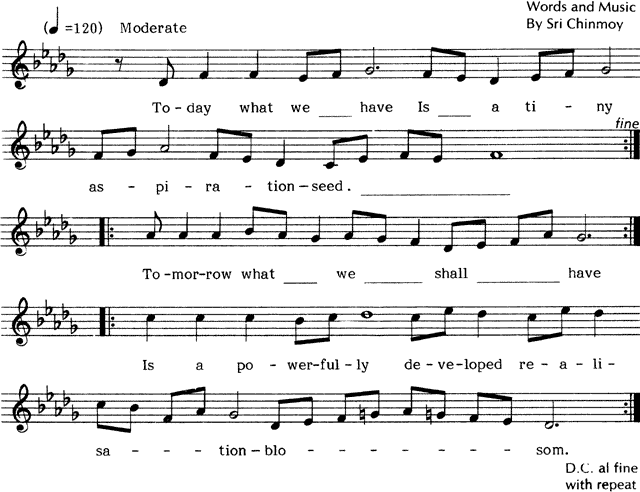 Words and Music
By Sri Chinmoy
(♩=120) Moderate
To-day what we ___ have Is ___ a ti - ny
fine
as - pi - ra - tion-seed. ___
To-mor-row what ___ we ___ shall ___ have
Is a po - wer-ful-ly de-ve-loped re-a-li-
sa - - - tion-blo - - - - - som.
D.C. al fine
with repeat